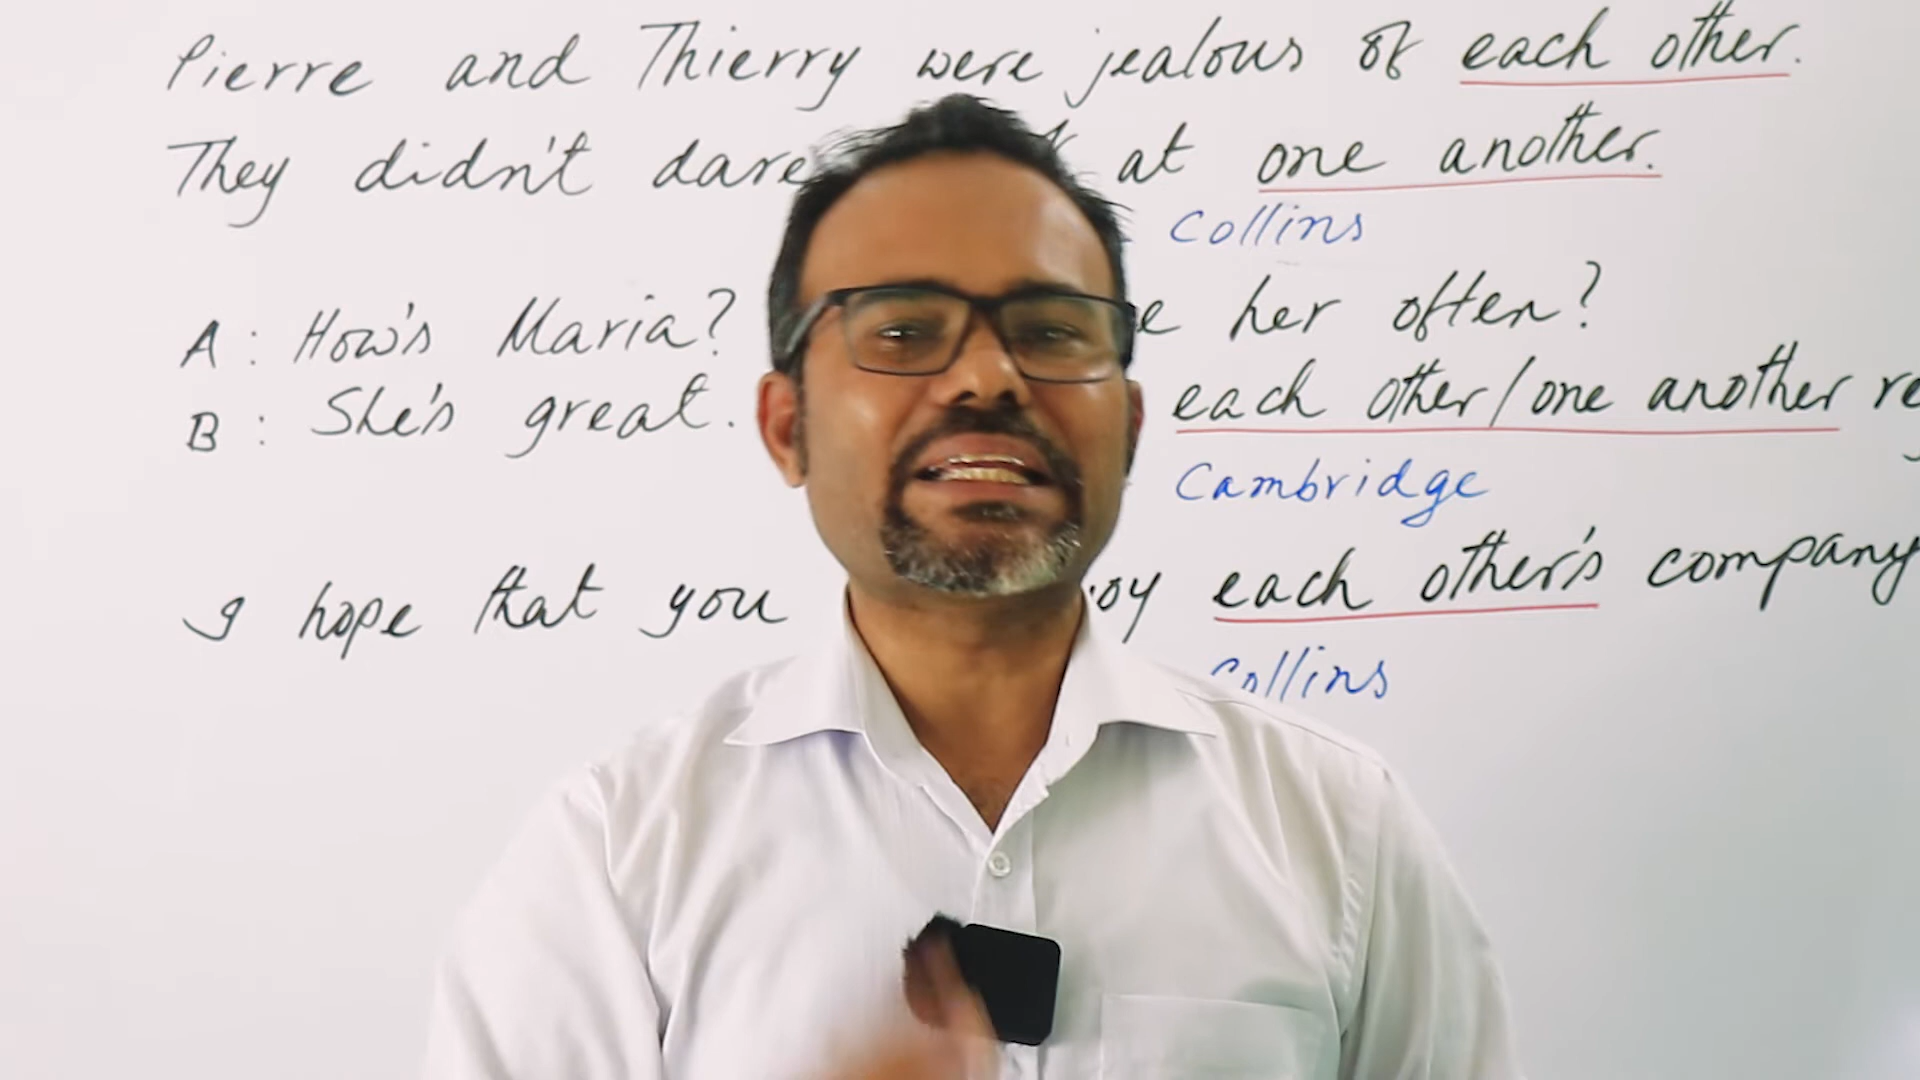 Pierre and Thierry were jealous of each other.
They didn't dare at one another.
Collins
A : How's Maria? her often?
B : She's great. each other/one another
Cambridge
I hope that you each other's company
Collins